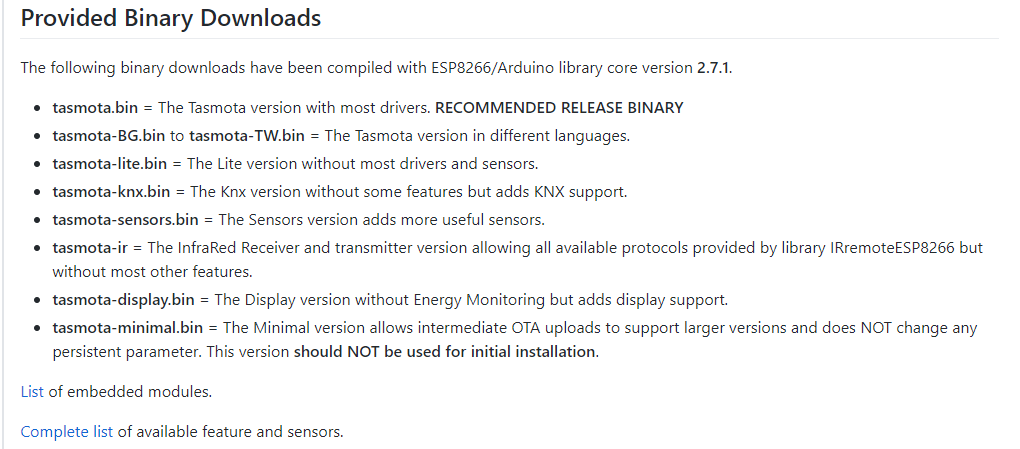 Provided Binary Downloads
The following binary downloads have been compiled with ESP8266/Arduino library core version 2.7.1.
• tasmota.bin = The Tasmota version with most drivers. RECOMMENDED RELEASE BINARY
• tasmota-BG.bin to tasmota-TW.bin = The Tasmota version in different languages.
• tasmota-lite.bin = The Lite version without most drivers and sensors.
• tasmota-knx.bin = The Knx version without some features but adds KNX support.
• tasmota-sensors.bin = The Sensors version adds more useful sensors.
• tasmota-ir = The InfraRed Receiver and transmitter version allowing all available protocols provided by library IRremoteESP8266 but
without most other features.
• tasmota-display.bin = The Display version without Energy Monitoring but adds display support.
• tasmota-minimal.bin = The Minimal version allows intermediate OTA uploads to support larger versions and does NOT change any
persistent parameter. This version should NOT be used for initial installation.
List of embedded modules.
Complete list of available feature and sensors.